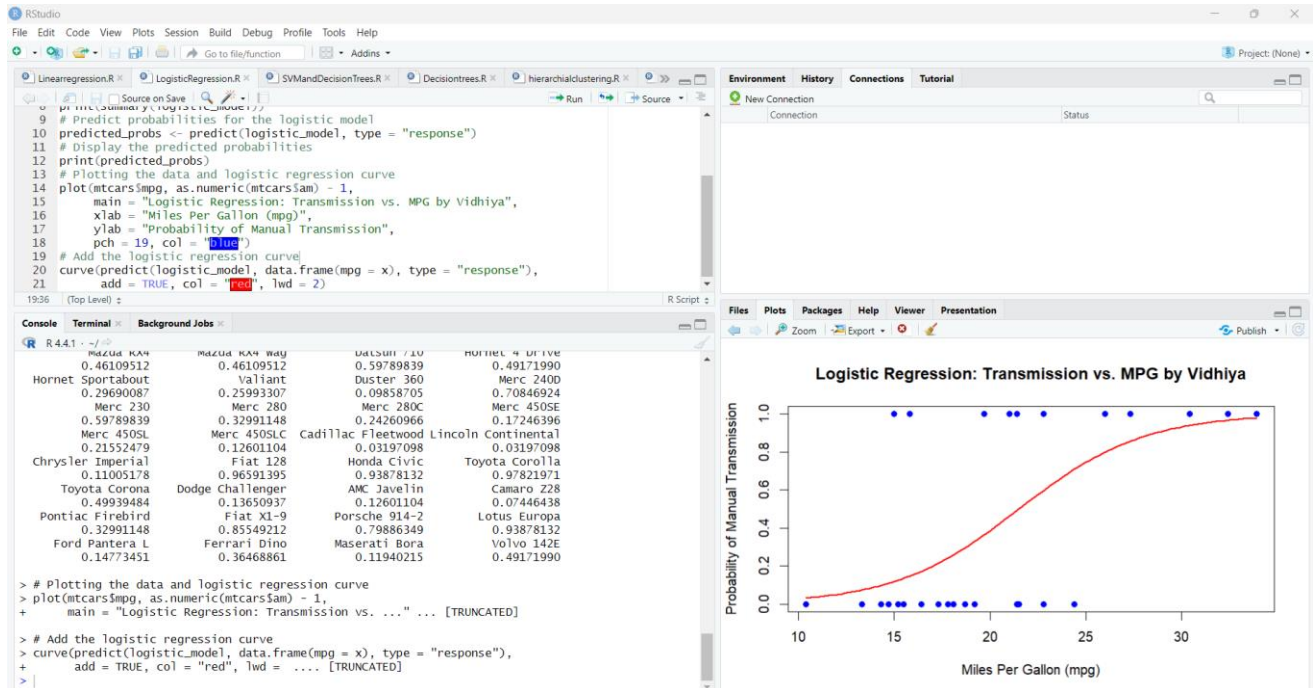 RStudio
File Edit Code View Plots Session Build Debug Profile Tools Help
Go to file/function Addins Project: (None)
Linearregression.R LogisticRegression.R SVMandDecisionTrees.R Decisiontrees.R hierarchialclustering.R
Source on Save Run Source
8 print(summary(logistic_model))
9 # Predict probabilities for the logistic model
10 predicted_probs <- predict(logistic_model, type = "response")
11 # Display the predicted probabilities
12 print(predicted_probs)
13 # Plotting the data and logistic regression curve
14 plot(mtcars$mpg, as.numeric(mtcars$am) - 1,
15 main = "Logistic Regression: Transmission vs. MPG by Vidhiya",
16 xlab = "Miles Per Gallon (mpg)",
17 ylab = "Probability of Manual Transmission",
18 pch = 19, col = "blue")
19 # Add the logistic regression curve
20 curve(predict(logistic_model, data.frame(mpg = x), type = "response"),
21 add = TRUE, col = "red", lwd = 2)
19:36 (Top Level) R Script
Console Terminal Background Jobs
R 4.4.1 · ~/
Mazda RX4 Mazda RX4 Wag Datsun 710 Hornet 4 Drive
0.46109512 0.46109512 0.59789839 0.49171990
Hornet Sportabout Valiant Duster 360 Merc 240D
0.29690087 0.25993307 0.09858705 0.70846924
Merc 230 Merc 280 Merc 280C Merc 450SE
0.59789839 0.32991148 0.24260966 0.17246396
Merc 450SL Merc 450SLC Cadillac Fleetwood Lincoln Continental
0.21552479 0.12601104 0.03197098 0.03197098
Chrysler Imperial Fiat 128 Honda Civic Toyota Corolla
0.11005178 0.96591395 0.93878132 0.97821971
Toyota Corona Dodge Challenger AMC Javelin Camaro Z28
0.49939484 0.13650937 0.12601104 0.07446438
Pontiac Firebird Fiat X1-9 Porsche 914-2 Lotus Europa
0.32991148 0.85549212 0.79886349 0.93878132
Ford Pantera L Ferrari Dino Maserati Bora Volvo 142E
0.14773451 0.36468861 0.11940215 0.49171990
> # Plotting the data and logistic regression curve
> plot(mtcars$mpg, as.numeric(mtcars$am) - 1,
+ main = "Logistic Regression: Transmission vs. ..." ... [TRUNCATED]
> # Add the logistic regression curve
> curve(predict(logistic_model, data.frame(mpg = x), type = "response"),
+ add = TRUE, col = "red", lwd = .... [TRUNCATED]
>
Environment History Connections Tutorial
New Connection
Connection Status
Files Plots Packages Help Viewer Presentation
Zoom Export Publish
Logistic Regression: Transmission vs. MPG by Vidhiya
Probability of Manual Transmission
1.0
0.8
0.6
0.4
0.2
0.0
10 15 20 25 30
Miles Per Gallon (mpg)